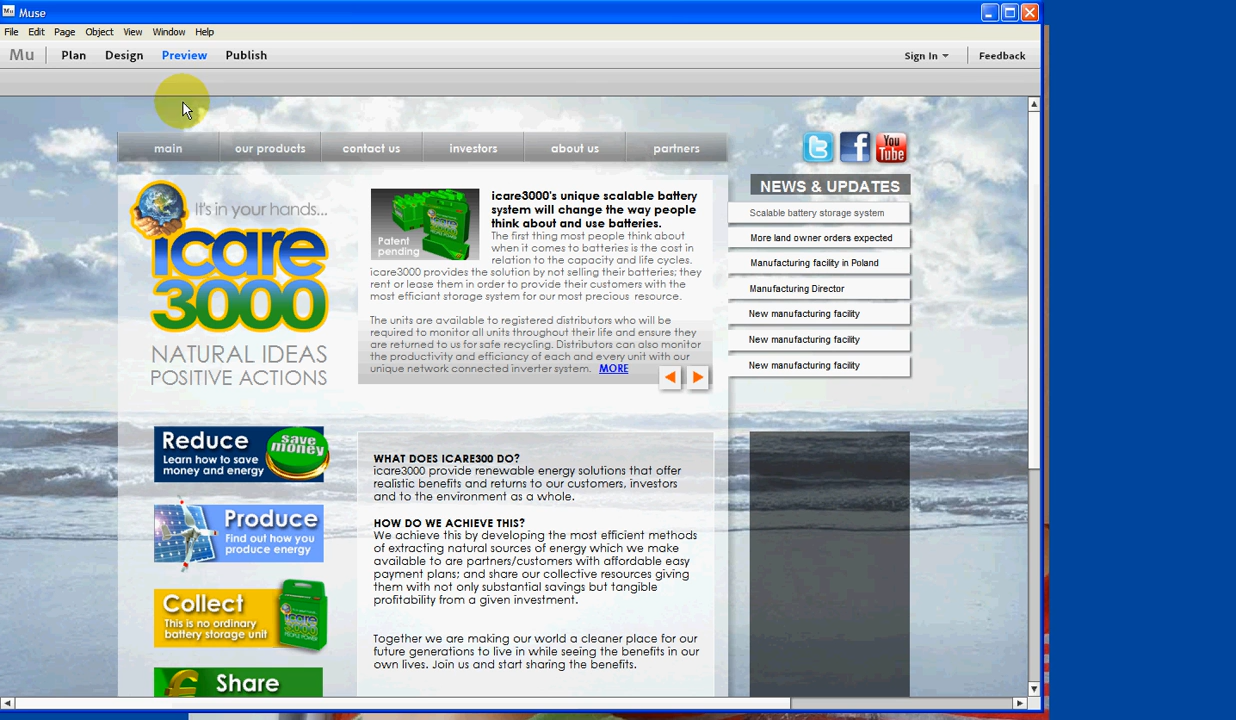 Mu Muse
File Edit Page Object View Window Help
Mu Plan Design Preview Publish Sign In Feedback
main our products contact us investors about us partners
You
Tube
NEWS & UPDATES
Scalable battery storage system
More land owner orders expected
Manufacturing facility in Poland
Manufacturing Director
New manufacturing facility
New manufacturing facility
New manufacturing facility
It's in your hands...
icare
3000
NATURAL IDEAS
POSITIVE ACTIONS
Patent
pending
icare3000's unique scalable battery
system will change the way people
think about and use batteries.
The first thing most people think about
when it comes to batteries is the cost in
relation to the capacity and life cycles.
icare3000 provides the solution by not selling their batteries; they
rent or lease them in order to provide their customers with the
most efficiant storage system for our most precious resource.
The units are available to registered distributors who will be
required to monitor all units throughout their life and ensure they
are returned to us for safe recycling. Distributors can also monitor
the productivity and efficiancy of each and every unit with our
unique network connected inverter system. MORE
Reduce
Learn how to save
money and energy
save
money
Produce
Find out how you
produce energy
Collect
This is no ordinary
battery storage unit
icare
3000
Share
WHAT DOES ICARE300 DO?
icare3000 provide renewable energy solutions that offer
realistic benefits and returns to our customers, investors
and to the environment as a whole.
HOW DO WE ACHIEVE THIS?
We achieve this by developing the most efficient methods
of extracting natural sources of energy which we make
available to are partners/customers with affordable easy
payment plans; and share our collective resources giving
them with not only substantial savings but tangible
profitability from a given investment.
Together we are making our world a cleaner place for our
future generations to live in while seeing the benefits in our
own lives. Join us and start sharing the benefits.